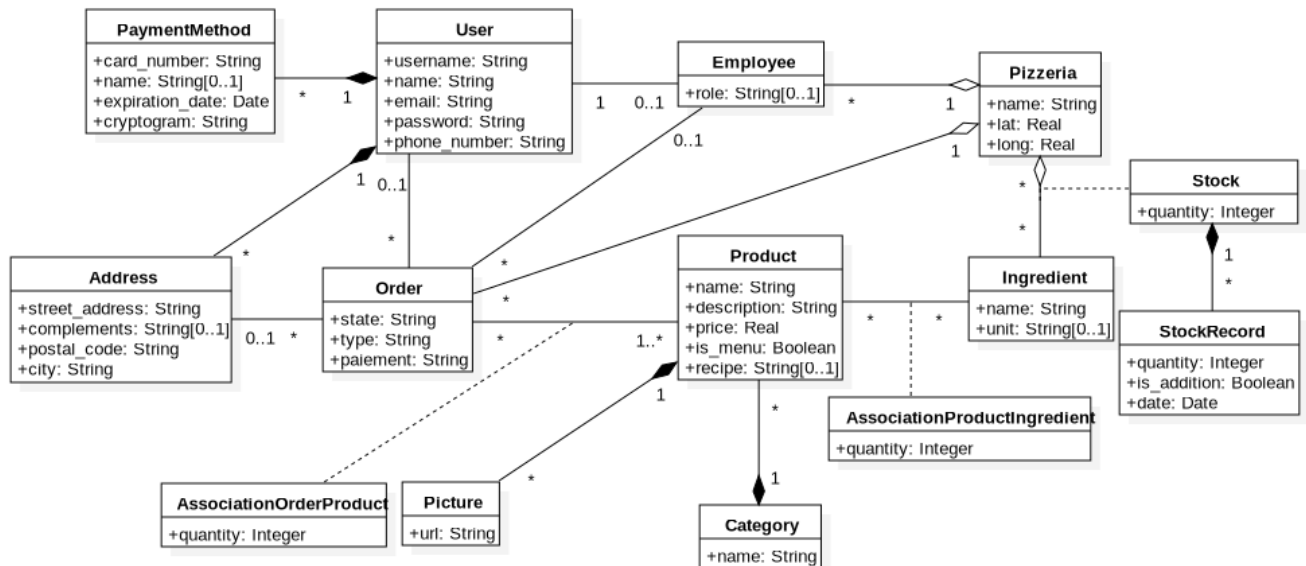 PaymentMethod
+card_number: String
+name: String[0..1]
+expiration_date: Date
+cryptogram: String
*
1
User
+username: String
+name: String
+email: String
+password: String
+phone_number: String
1
0..1
Employee
+role: String[0..1]
*
1
Pizzeria
+name: String
+lat: Real
+long: Real
1
0..1
0..1
1
*
*
Stock
+quantity: Integer
1
*
*
*
*
*
Address
+street_address: String
+complements: String[0..1]
+postal_code: String
+city: String
0..1
*
Order
+state: String
+type: String
+paiement: String
*
1..*
Product
+name: String
+description: String
+price: Real
+is_menu: Boolean
+recipe: String[0..1]
*
*
Ingredient
+name: String
+unit: String[0..1]
StockRecord
+quantity: Integer
+is_addition: Boolean
+date: Date
1
*
AssociationProductIngredient
+quantity: Integer
AssociationOrderProduct
+quantity: Integer
*
Picture
+url: String
1
Category
+name: String